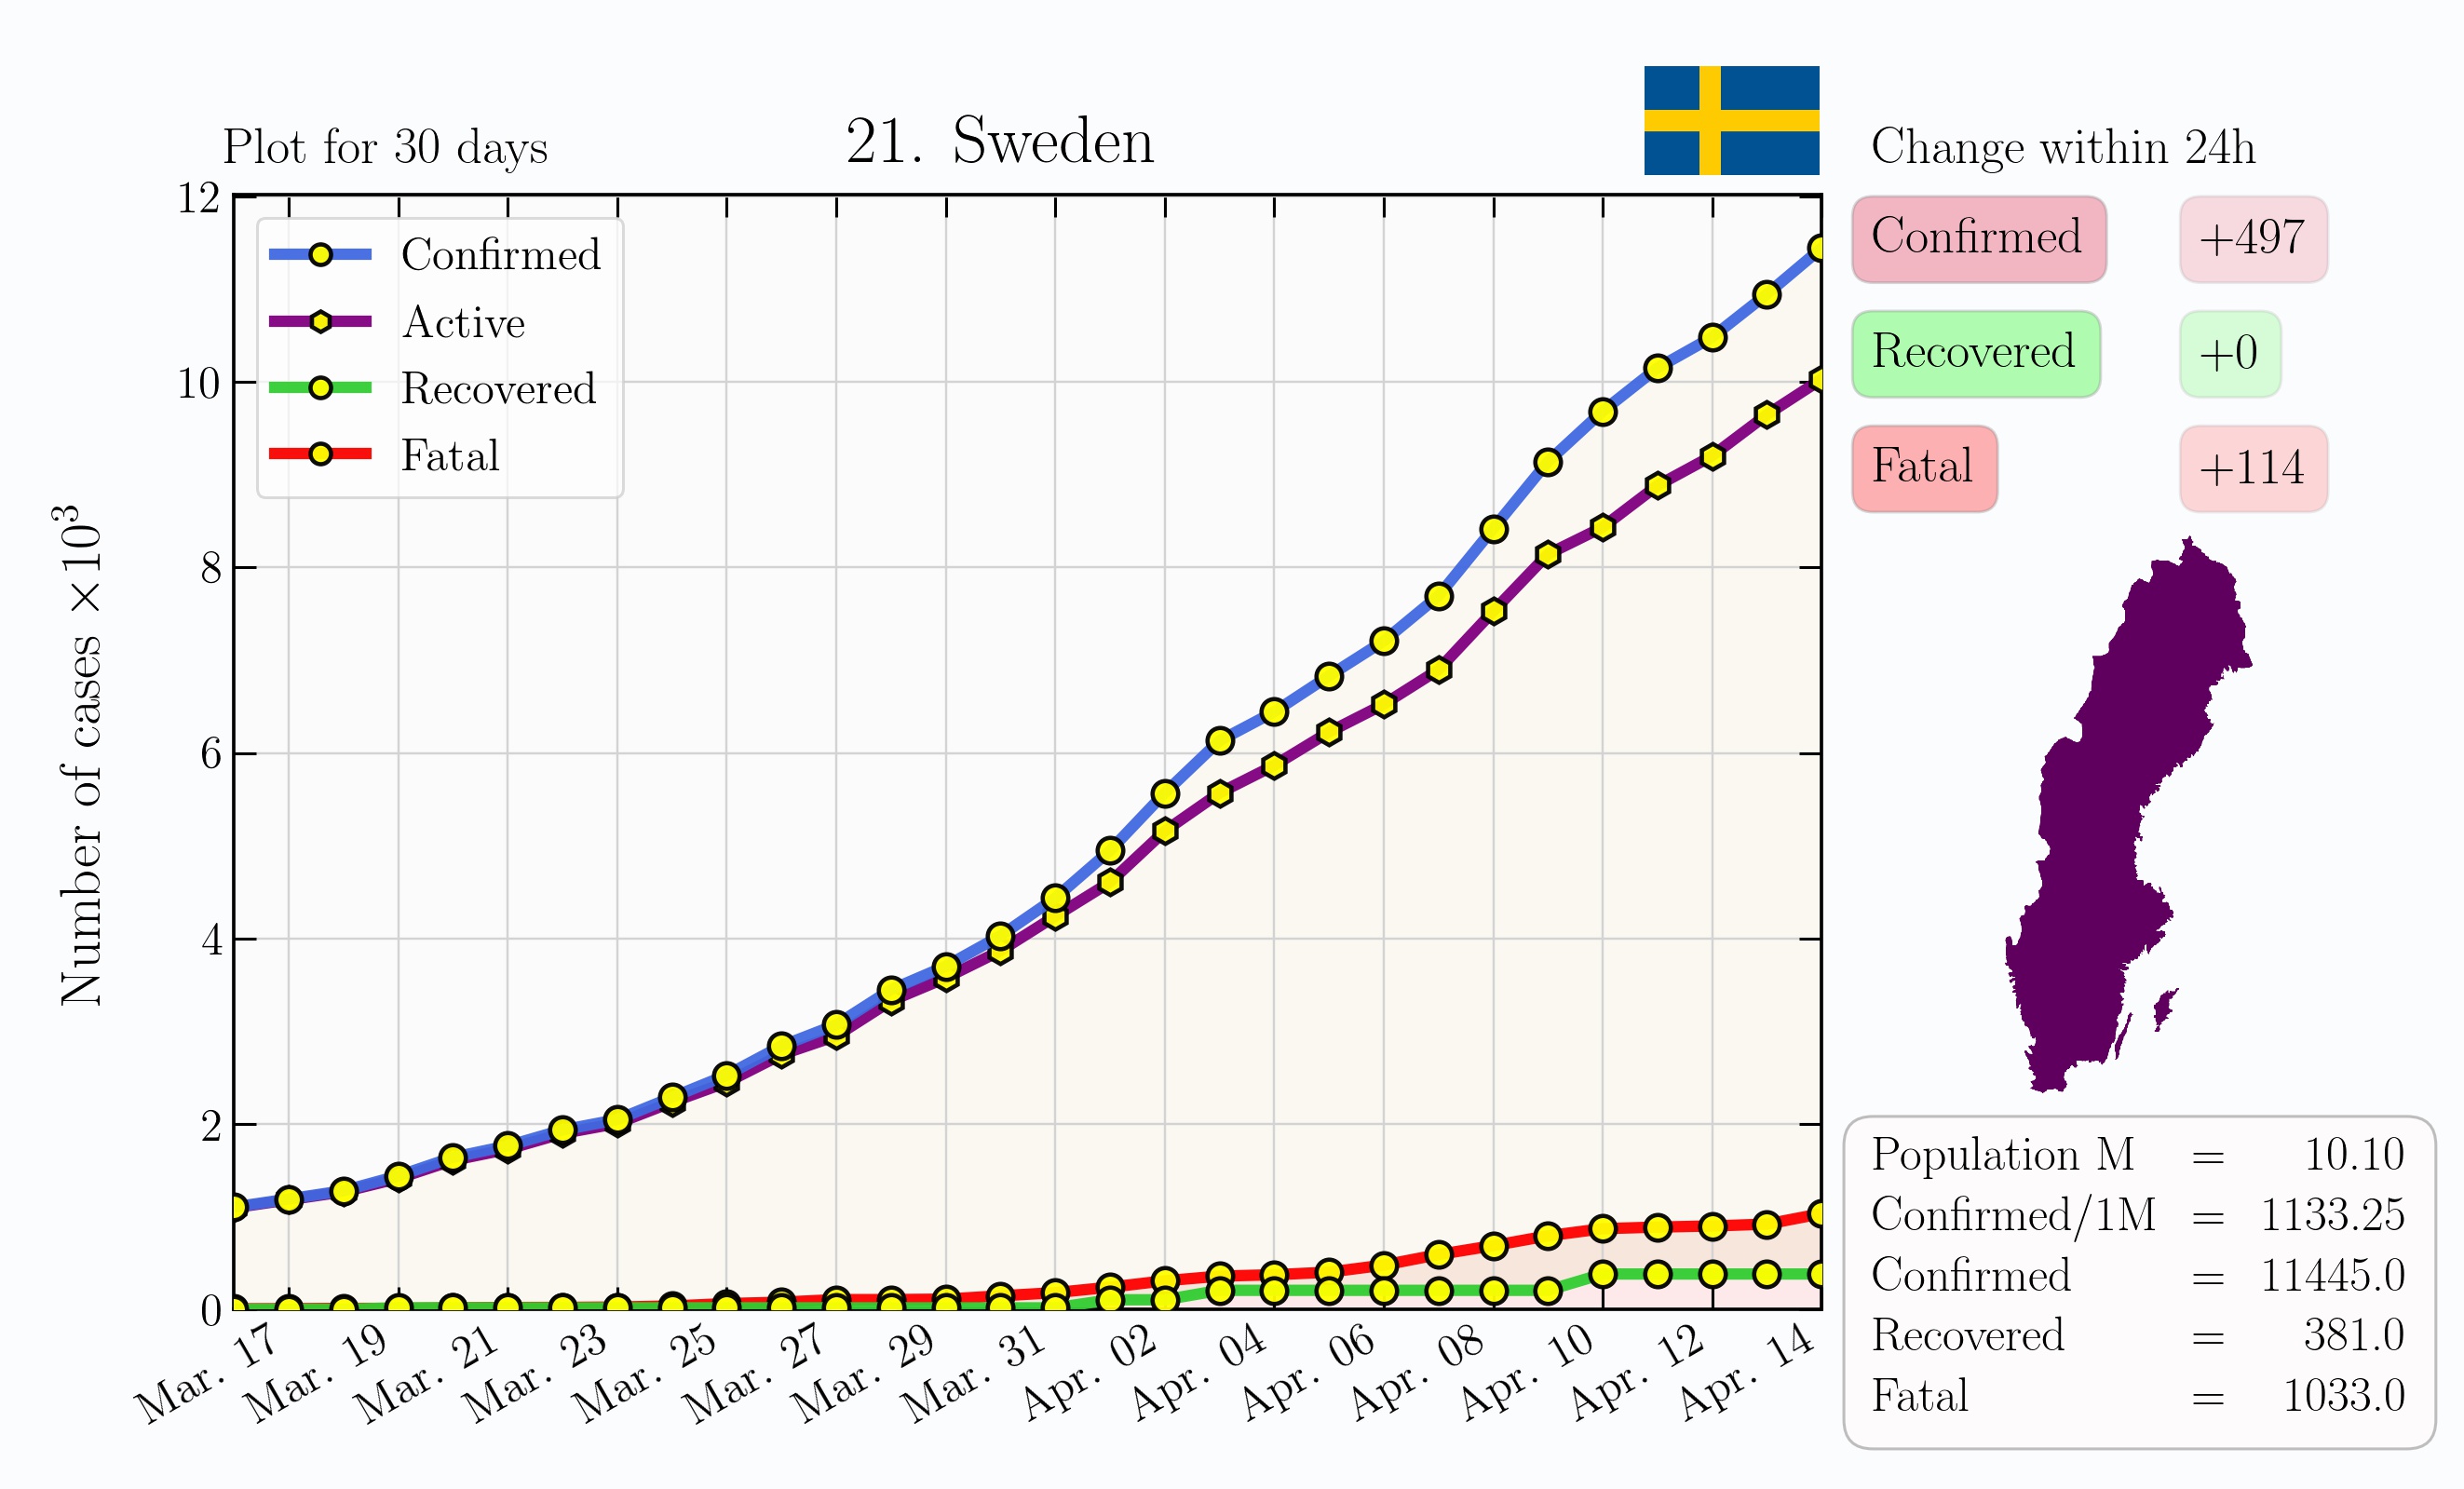 Plot for 30 days
21. Sweden
Change within 24h
Confirmed +497
Recovered +0
Fatal +114
Confirmed
Active
Recovered
Fatal
Number of cases ×10³
12
10
8
6
4
2
0
Mar. 17
Mar. 19
Mar. 21
Mar. 23
Mar. 25
Mar. 27
Mar. 29
Mar. 31
Apr. 02
Apr. 04
Apr. 06
Apr. 08
Apr. 10
Apr. 12
Apr. 14
Population M = 10.10
Confirmed/1M = 1133.25
Confirmed = 11445.0
Recovered = 381.0
Fatal = 1033.0